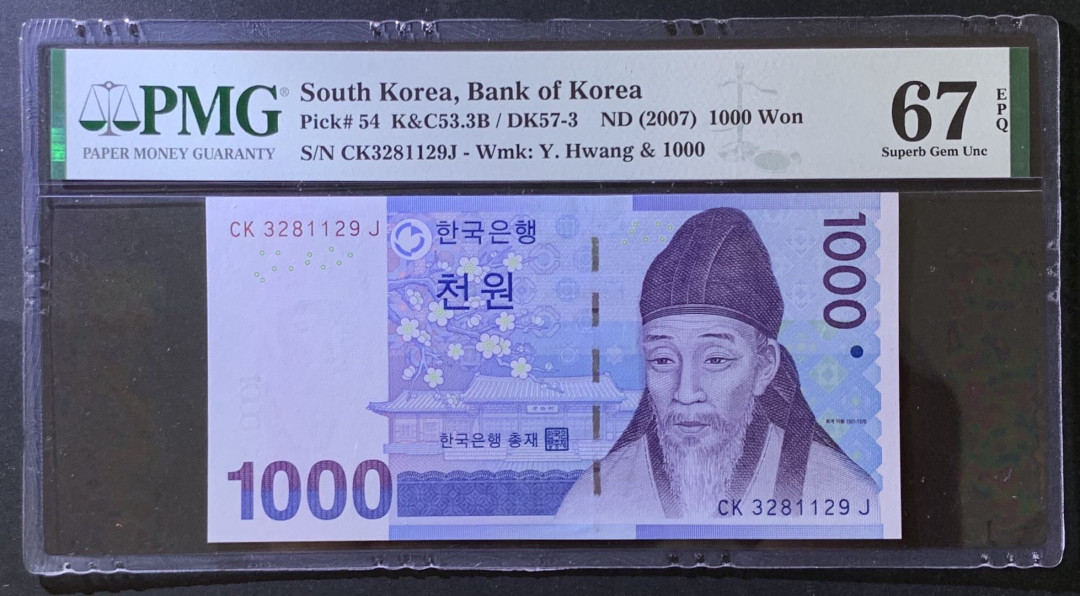 PMG®
PAPER MONEY GUARANTY
South Korea, Bank of Korea
Pick# 54 K&C53.3B / DK57-3 ND (2007) 1000 Won
S/N CK3281129J - Wmk: Y. Hwang & 1000
67
EPQ
Superb Gem Unc
CK 3281129 J
한국은행
천원
1000
한국은행 총재
1000
CK 3281129 J